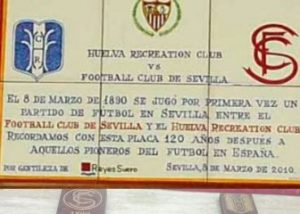 HUELVA RECREATION CLUB
VS
FOOTBALL CLUB DE SEVILLA
EL 8 DE MARZO DE 1890 SE JUGÓ POR PRIMERA VEZ UN
PARTIDO DE FUTBOL EN SEVILLA ENTRE EL
FOOTBALL CLUB DE SEVILLA Y EL HUELVA RECREATION CLUB
RECORDAMOS CON ESTA PLACA 120 AÑOS DESPUÉS A
AQUELLOS PIONEROS DEL FUTBOL EN ESPAÑA.
POR GENTILEZA DE Reyes Suero SEVILLA, 8 DE MARZO DE 2010.